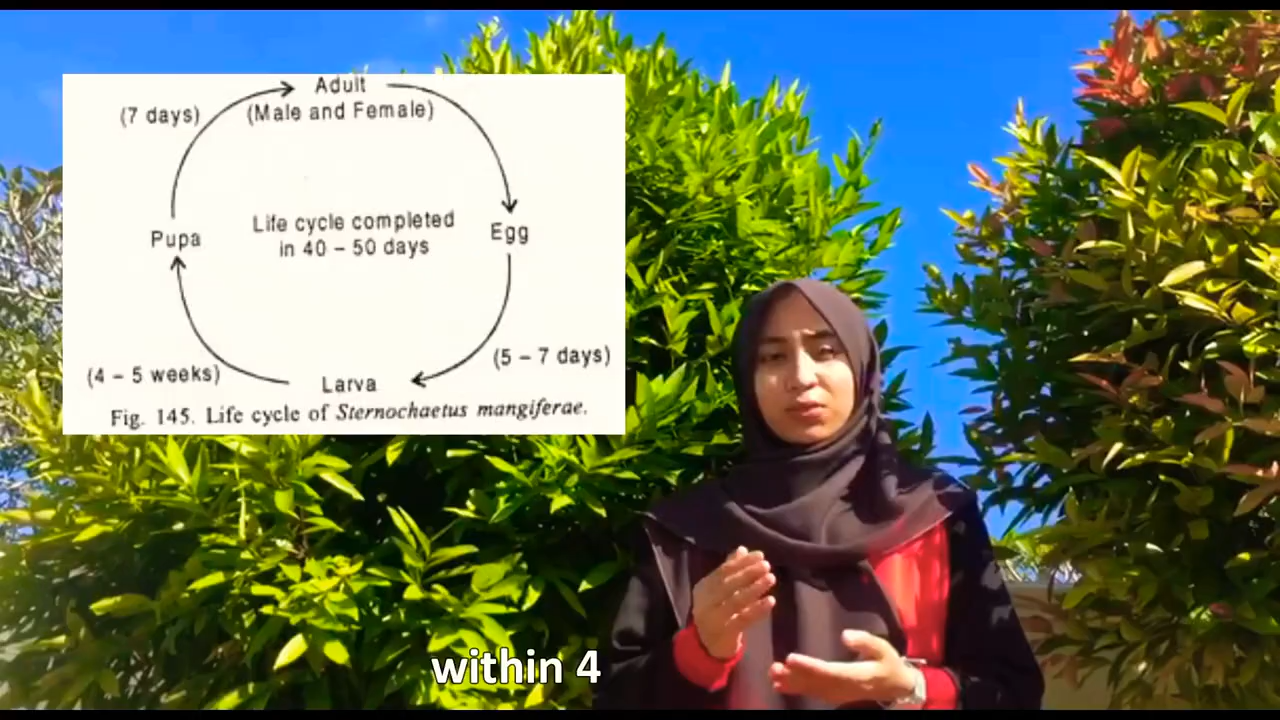 Adult
(7 days)
(Male and Female)
Life cycle completed
in 40 – 50 days
Pupa
Egg
(5 – 7 days)
(4 – 5 weeks)
Larva
Fig. 145. Life cycle of Sternochaetus mangiferae.
within 4